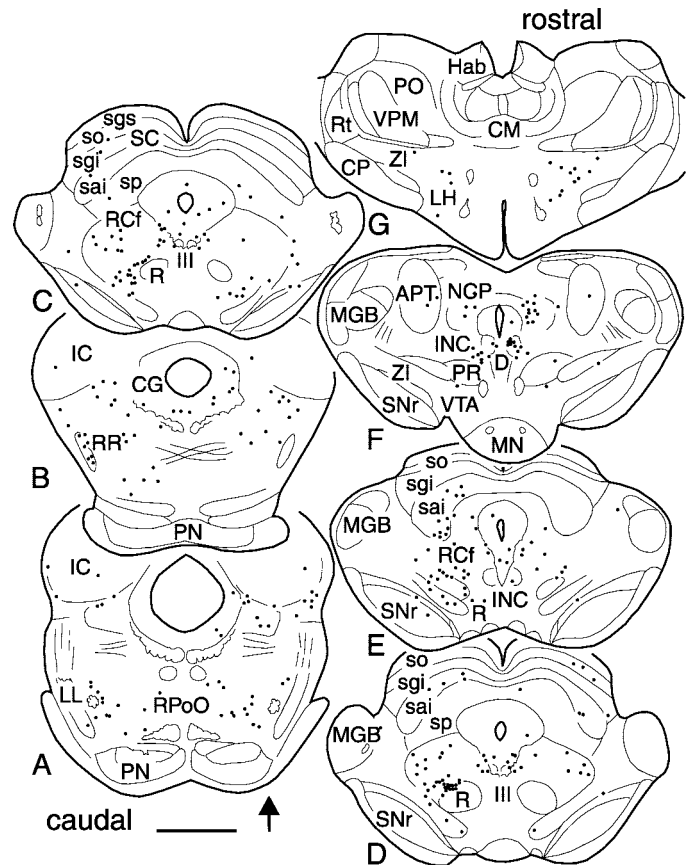 rostral
Hab
PO
Rt
VPM
CM
CP
ZI
LH
G
sgs
so
SC
sgi
sai
sp
RCf
III
R
C
APT
NCP
MGB
INC
D
ZI
PR
SNr
VTA
MN
F
IC
CG
RR
B
PN
so
sgi
sai
MGB
RCf
SNr
INC
R
E
IC
LL
RPoO
A
PN
so
sgi
sai
sp
MGB
III
R
SNr
D
caudal